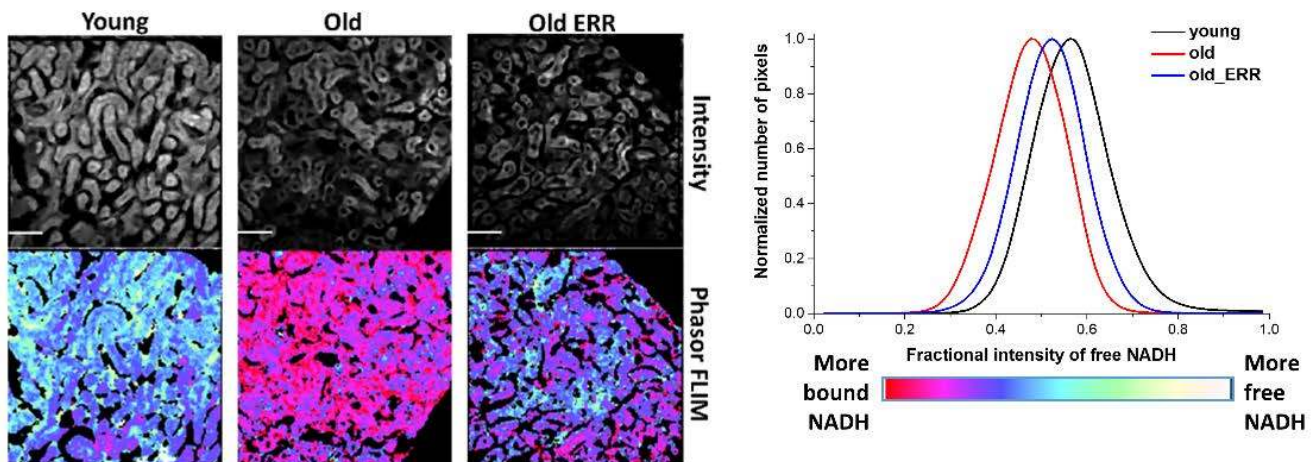 Young
Old
Old ERR
Intensity
Phasor FLIM
Normalized number of pixels
1.0
0.8
0.6
0.4
0.2
0.0
young
old
old_ERR
0.0
0.2
0.4
0.6
0.8
1.0
Fractional intensity of free NADH
More
bound
NADH
More
free
NADH